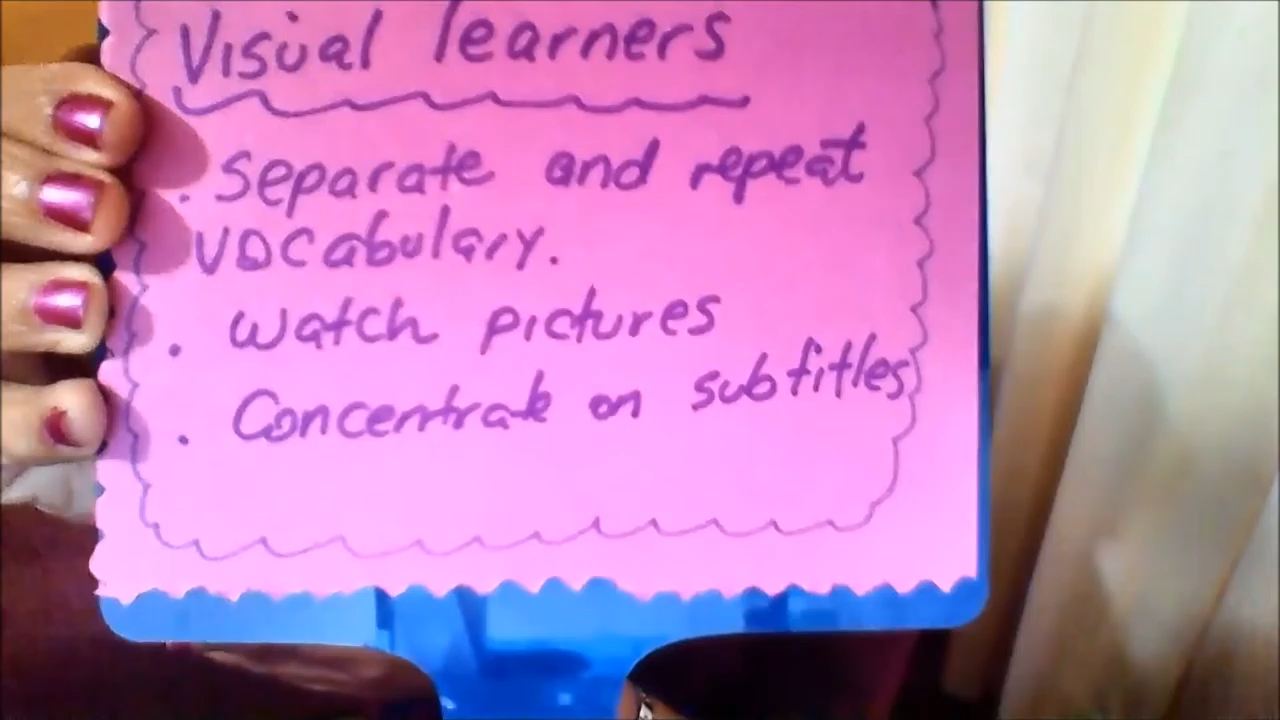 Visual learners
. Separate and repeat
vocabulary.
. Watch pictures
. Concentrate on subtitles